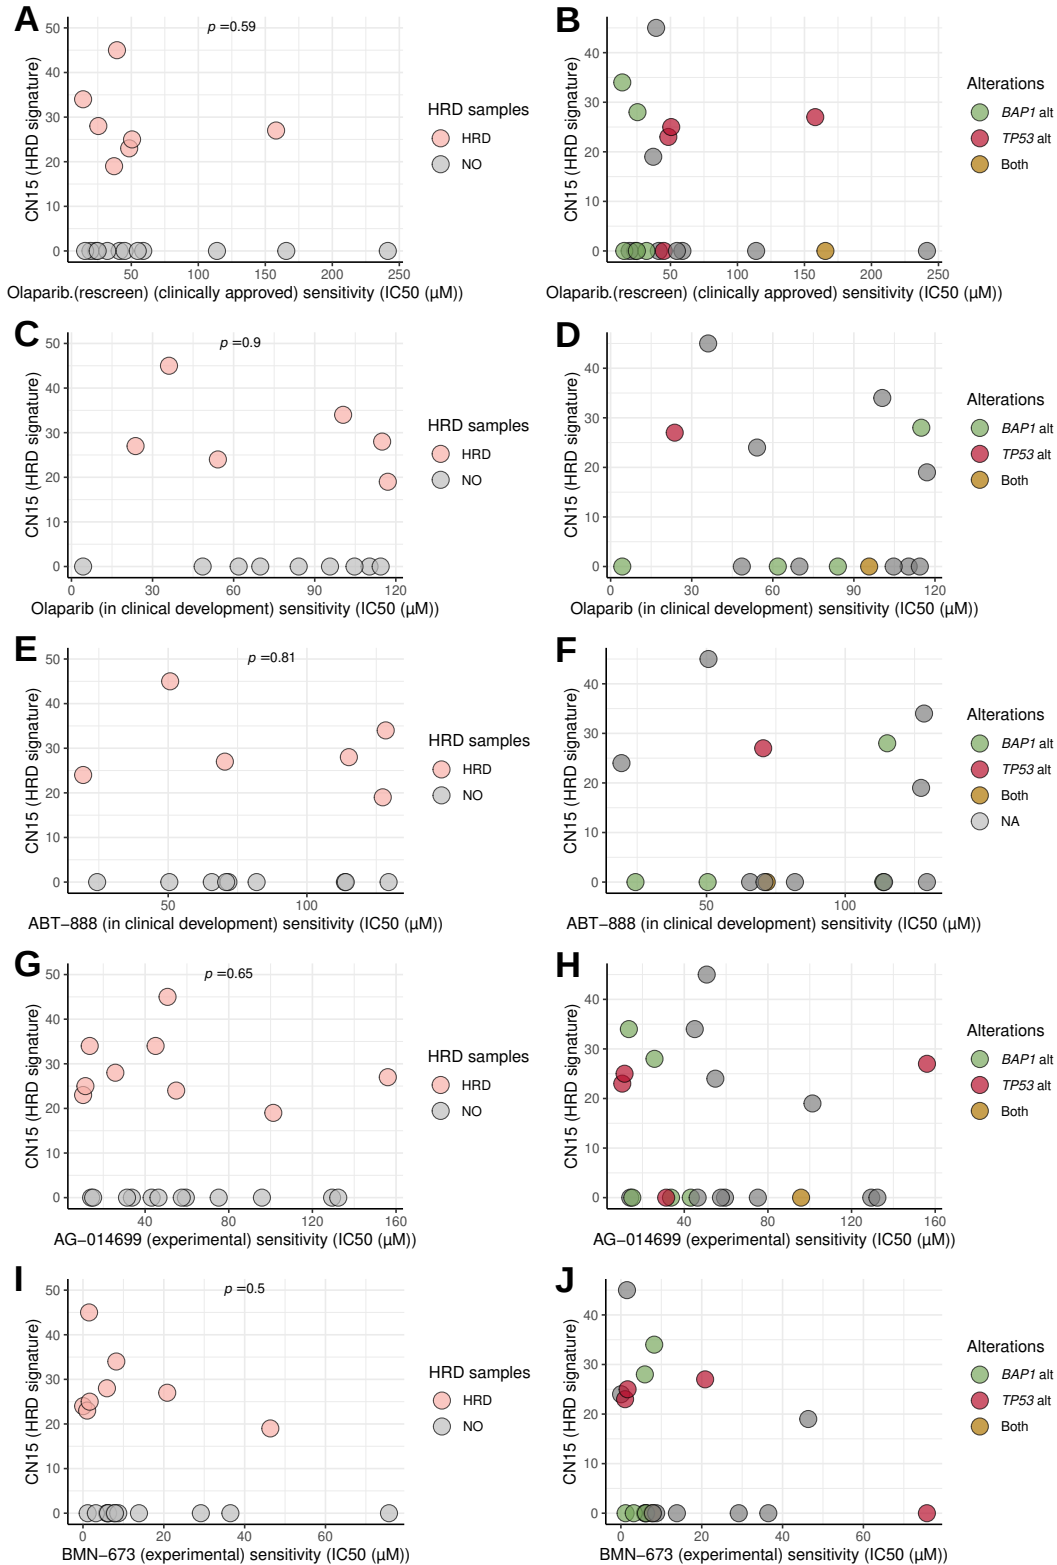 A
p =0.59
50
40
30
20
10
0
CN15 (HRD signature)
50
100
150
200
250
Olaparib.(rescreen) (clinically approved) sensitivity (IC50 (μM))
HRD samples
HRD
NO
B
40
30
20
10
0
CN15 (HRD signature)
50
100
150
200
250
Olaparib.(rescreen) (clinically approved) sensitivity (IC50 (μM))
Alterations
BAP1 alt
TP53 alt
Both
C
p =0.9
50
40
30
20
10
0
CN15 (HRD signature)
0
30
60
90
120
Olaparib (in clinical development) sensitivity (IC50 (μM))
HRD samples
HRD
NO
D
40
30
20
10
0
CN15 (HRD signature)
0
30
60
90
120
Olaparib (in clinical development) sensitivity (IC50 (μM))
Alterations
BAP1 alt
TP53 alt
Both
E
p =0.81
50
40
30
20
10
0
CN15 (HRD signature)
50
100
ABT−888 (in clinical development) sensitivity (IC50 (μM))
HRD samples
HRD
NO
F
40
30
20
10
0
CN15 (HRD signature)
50
100
ABT−888 (in clinical development) sensitivity (IC50 (μM))
Alterations
BAP1 alt
TP53 alt
Both
NA
G
p =0.65
50
40
30
20
10
0
CN15 (HRD signature)
40
80
120
160
AG−014699 (experimental) sensitivity (IC50 (μM))
HRD samples
HRD
NO
H
40
30
20
10
0
CN15 (HRD signature)
40
80
120
160
AG−014699 (experimental) sensitivity (IC50 (μM))
Alterations
BAP1 alt
TP53 alt
Both
I
p =0.5
50
40
30
20
10
0
CN15 (HRD signature)
0
20
40
60
BMN−673 (experimental) sensitivity (IC50 (μM))
HRD samples
HRD
NO
J
40
30
20
10
0
CN15 (HRD signature)
0
20
40
60
BMN−673 (experimental) sensitivity (IC50 (μM))
Alterations
BAP1 alt
TP53 alt
Both